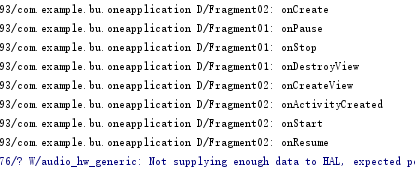 93/com.example.bu.oneapplication D/Fragment02: onCreate
93/com.example.bu.oneapplication D/Fragment01: onPause
93/com.example.bu.oneapplication D/Fragment01: onStop
93/com.example.bu.oneapplication D/Fragment01: onDestroyView
93/com.example.bu.oneapplication D/Fragment02: onCreateView
93/com.example.bu.oneapplication D/Fragment02: onActivityCreated
93/com.example.bu.oneapplication D/Fragment02: onStart
93/com.example.bu.oneapplication D/Fragment02: onResume
76/? W/audio_hw_generic: Not supplying enough data to HAL, expected po